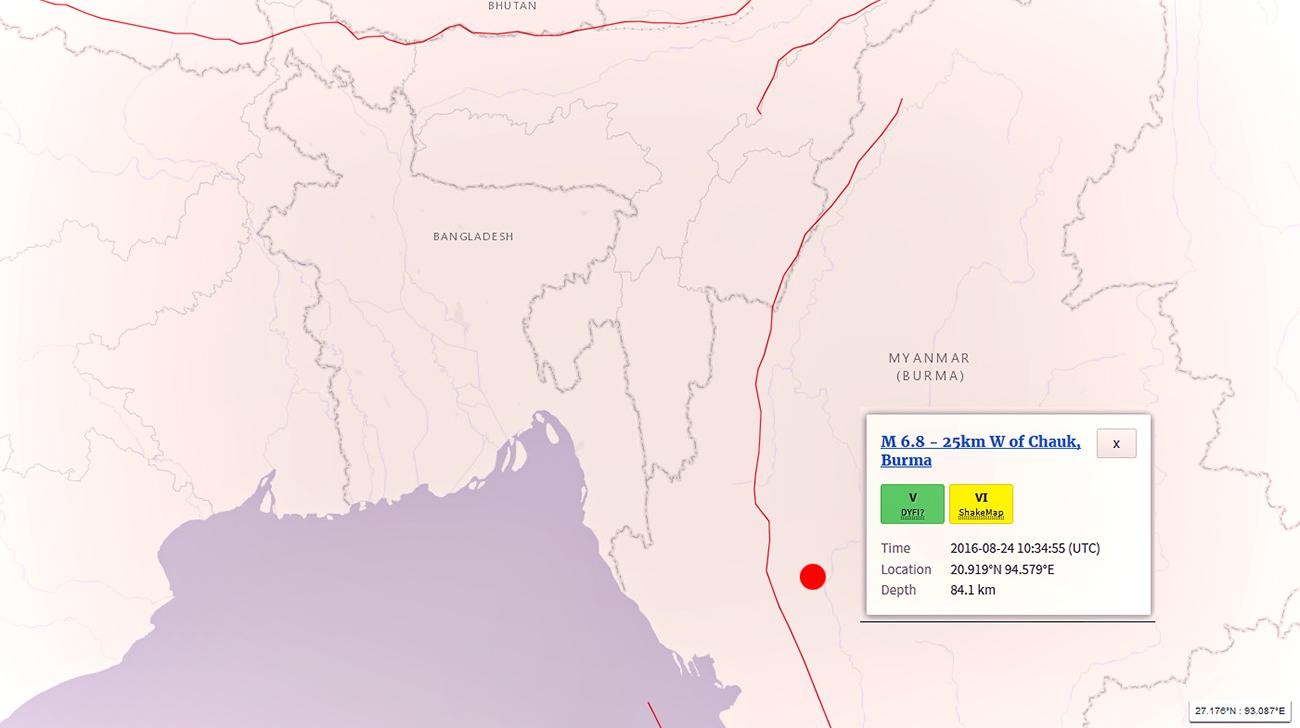 BHUTAN
BANGLADESH
MYANMAR
(BURMA)
M 6.8 - 25km W of Chauk,
Burma
x
V
DYFI?
VI
ShakeMap
Time 2016-08-24 10:34:55 (UTC)
Location 20.919°N 94.579°E
Depth 84.1 km
27.176°N : 93.087°E